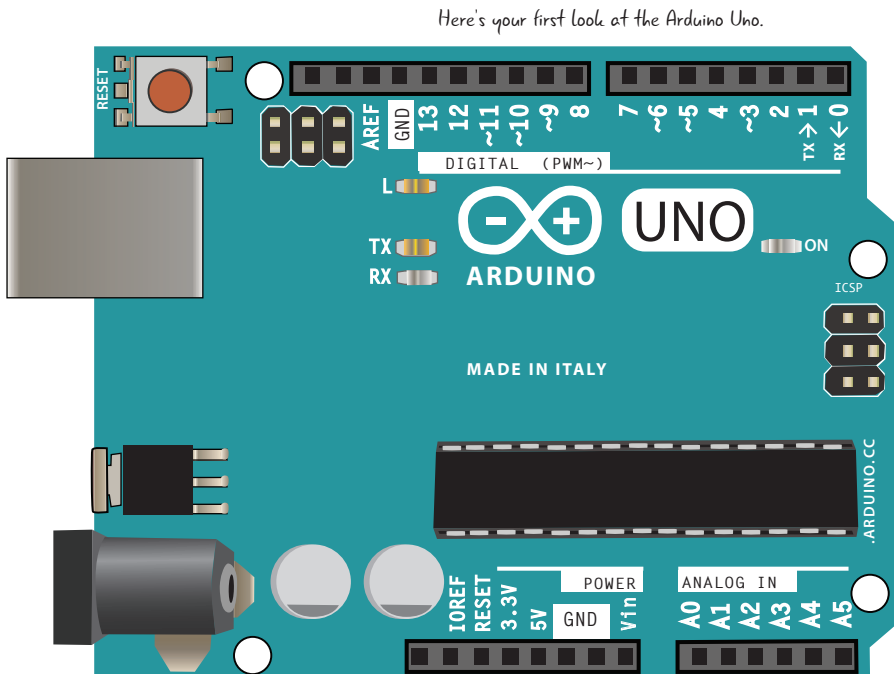 Here's your first look at the Arduino Uno.
RESET
AREF
GND
13
12
~11
~10
~9
8
7
~6
~5
4
~3
2
TX→1
RX←0
DIGITAL (PWM~)
L
- +
UNO
TX
ON
RX
ARDUINO
ICSP
MADE IN ITALY
.ARDUINO.CC
POWER
ANALOG IN
IOREF
RESET
3.3V
5V
GND
Vin
A0
A1
A2
A3
A4
A5